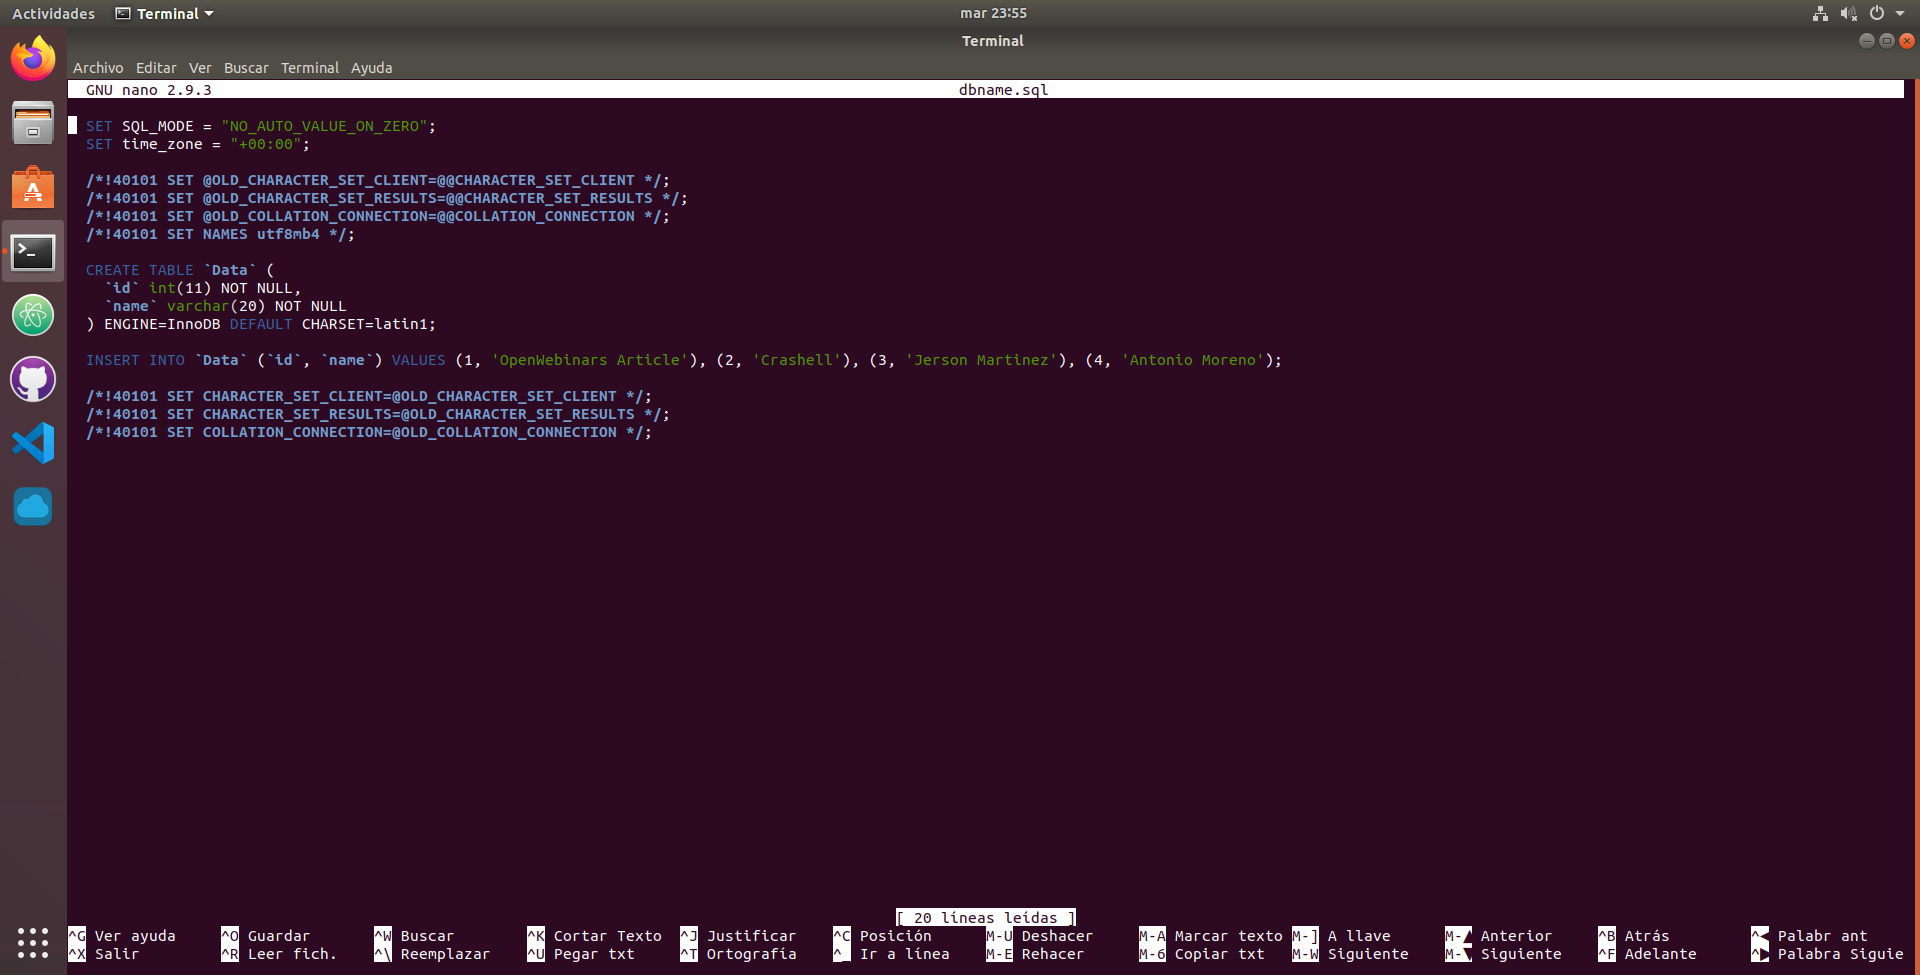 Actividades Terminal mar 23:55
Terminal
Archivo Editar Ver Buscar Terminal Ayuda
GNU nano 2.9.3 dbname.sql
SET SQL_MODE = "NO_AUTO_VALUE_ON_ZERO";
SET time_zone = "+00:00";
/*!40101 SET @OLD_CHARACTER_SET_CLIENT=@@CHARACTER_SET_CLIENT */;
/*!40101 SET @OLD_CHARACTER_SET_RESULTS=@@CHARACTER_SET_RESULTS */;
/*!40101 SET @OLD_COLLATION_CONNECTION=@@COLLATION_CONNECTION */;
/*!40101 SET NAMES utf8mb4 */;
CREATE TABLE `Data` (
  `id` int(11) NOT NULL,
  `name` varchar(20) NOT NULL
) ENGINE=InnoDB DEFAULT CHARSET=latin1;
INSERT INTO `Data` (`id`, `name`) VALUES (1, 'OpenWebinars Article'), (2, 'Crashell'), (3, 'Jerson Martinez'), (4, 'Antonio Moreno');
/*!40101 SET CHARACTER_SET_CLIENT=@OLD_CHARACTER_SET_CLIENT */;
/*!40101 SET CHARACTER_SET_RESULTS=@OLD_CHARACTER_SET_RESULTS */;
/*!40101 SET COLLATION_CONNECTION=@OLD_COLLATION_CONNECTION */;
[ 20 líneas leídas ]
^G Ver ayuda ^O Guardar ^W Buscar ^K Cortar Texto ^J Justificar ^C Posición M-U Deshacer M-A Marcar texto M-] A llave M-▲ Anterior ^B Atrás ^◀ Palabr ant
^X Salir ^R Leer fich. ^\ Reemplazar ^U Pegar txt ^T Ortografía ^_ Ir a línea M-E Rehacer M-6 Copiar txt M-W Siguiente M-▼ Siguiente ^F Adelante ^▶ Palabra Siguie